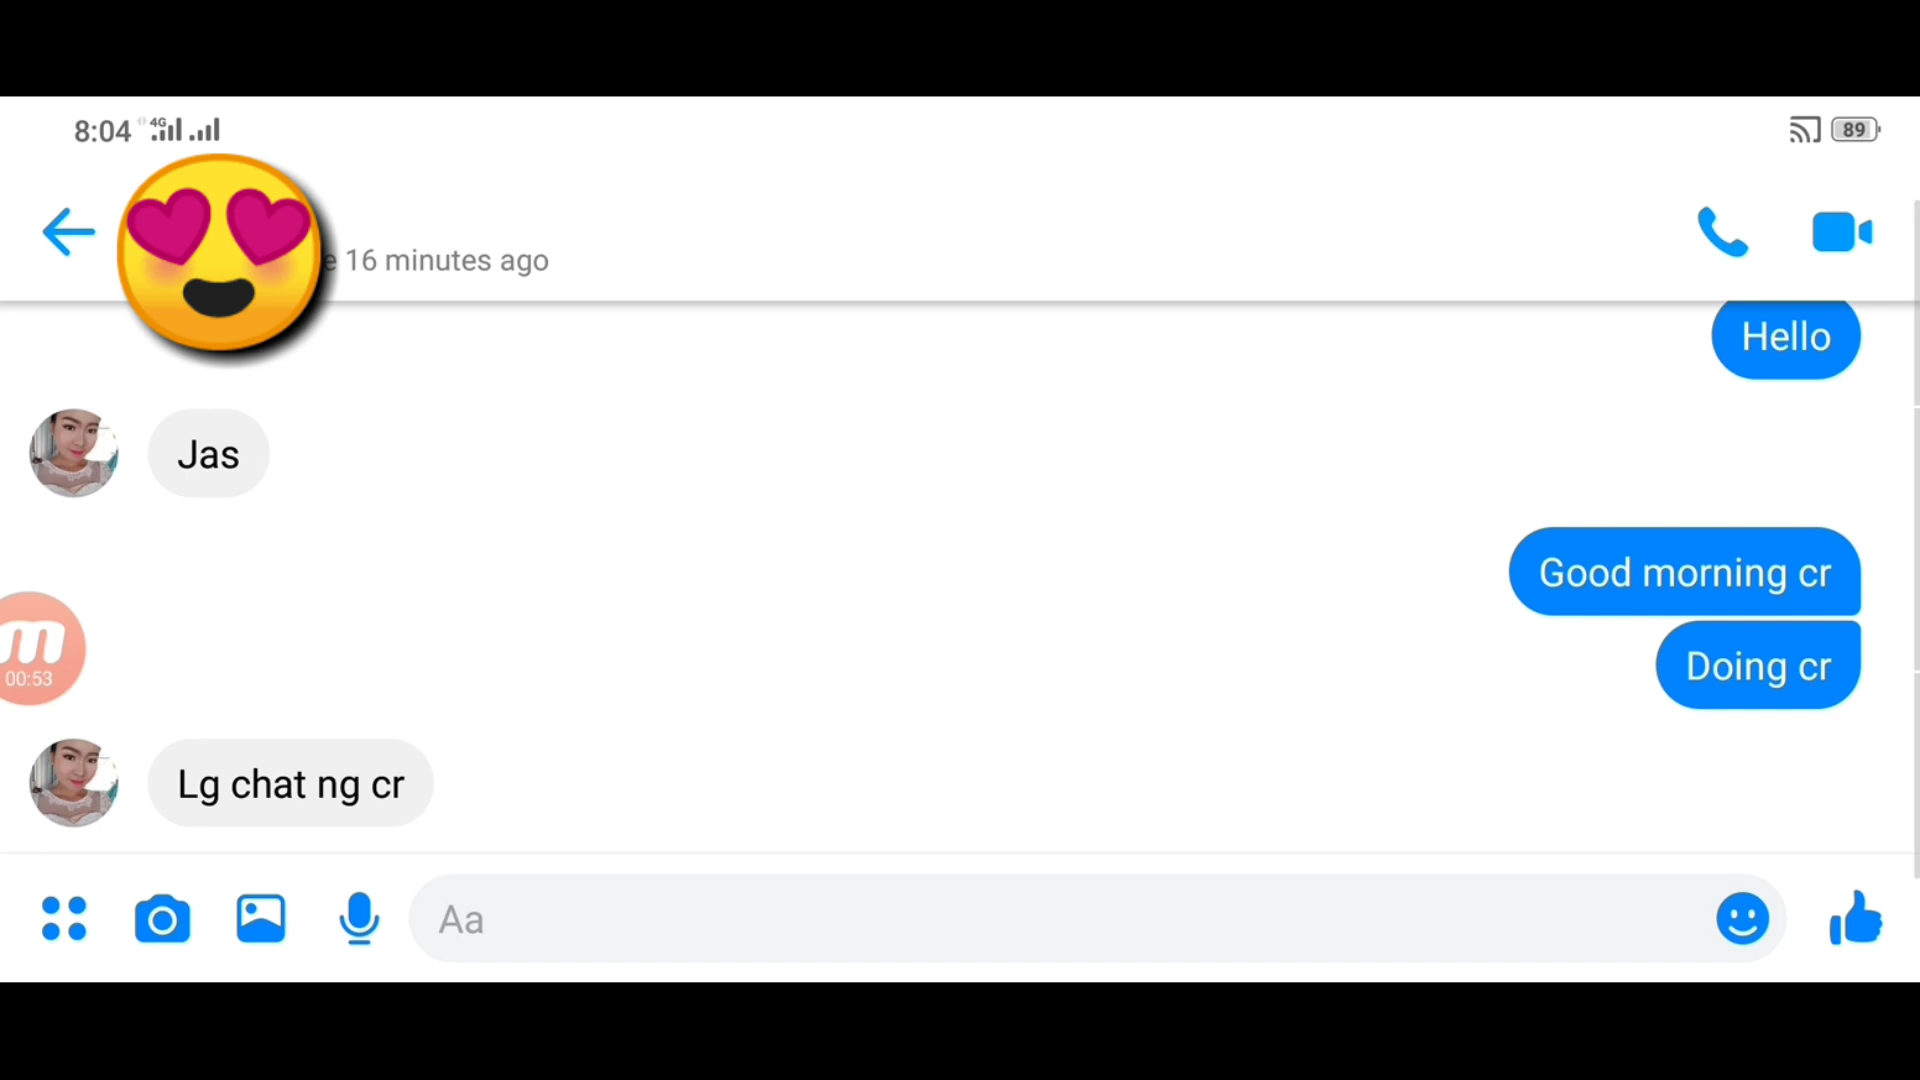 8:04 4G 89
e 16 minutes ago
Hello
Jas
Good morning cr
Doing cr
m
00:53
Lg chat ng cr
Aa